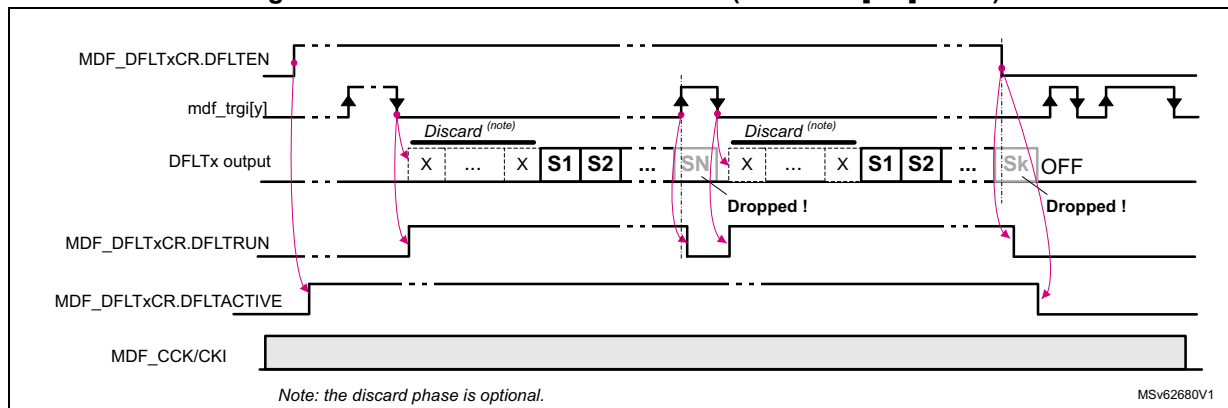 MDF_DFLTxCR.DFLTEN
mdf_trgi[y]
Discard (note)
Discard (note)
DFLTx output
X ... X S1 S2 ... SN X ... X S1 S2 ... Sk OFF
Dropped !
Dropped !
MDF_DFLTxCR.DFLTRUN
MDF_DFLTxCR.DFLTACTIVE
MDF_CCK/CKI
Note: the discard phase is optional.
MSv62680V1